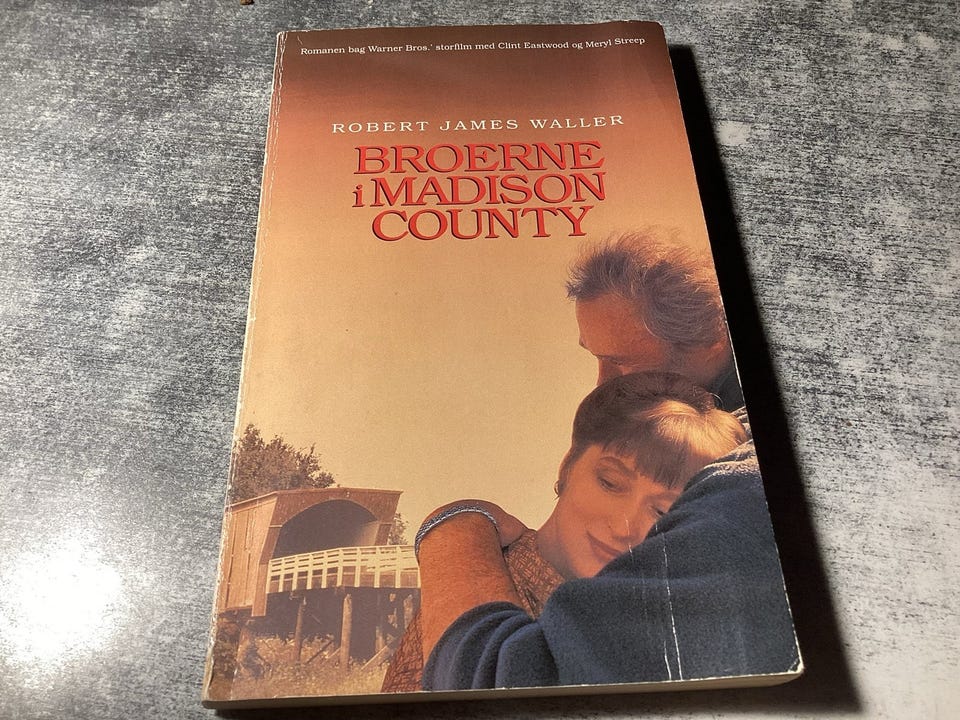 Romanen bag Warner Bros.' storfilm med Clint Eastwood og Meryl Streep
ROBERT JAMES WALLER
BROERNE
i MADISON
COUNTY